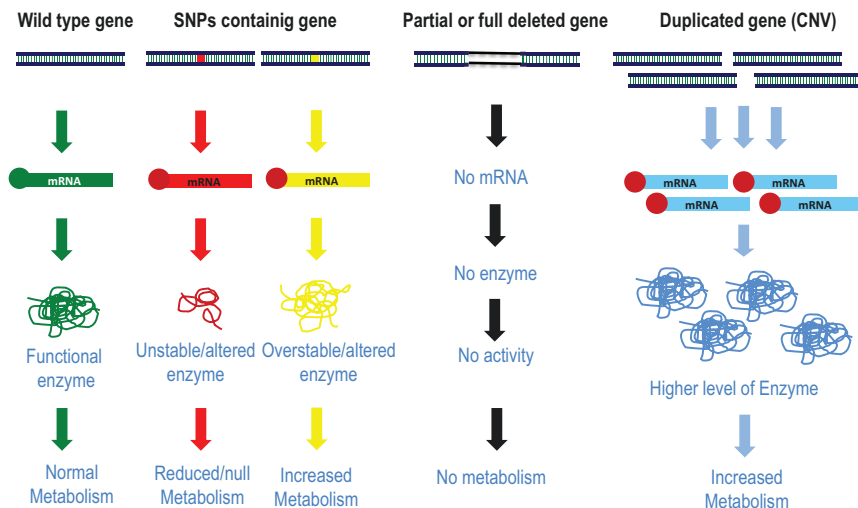 Wild type gene
SNPs containig gene
Partial or full deleted gene
Duplicated gene (CNV)
mRNA
mRNA
mRNA
No mRNA
mRNA
mRNA
mRNA
mRNA
No enzyme
Functional
enzyme
Unstable/altered
enzyme
Overstable/altered
enzyme
No activity
Higher level of Enzyme
Normal
Metabolism
Reduced/null
Metabolism
Increased
Metabolism
No metabolism
Increased
Metabolism